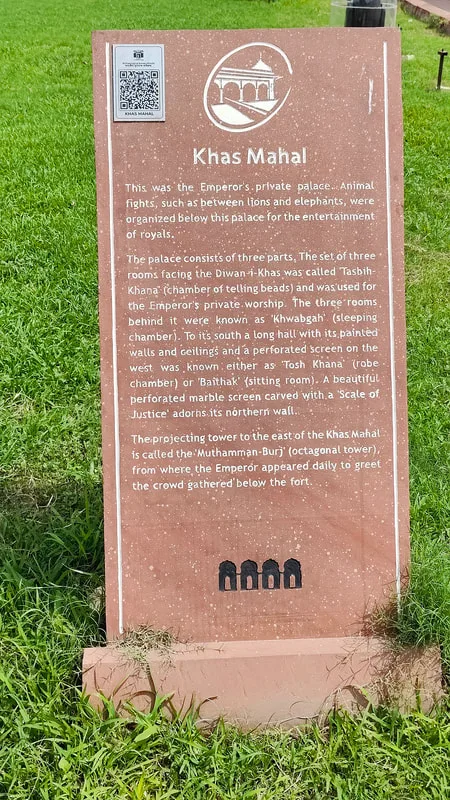 KHAS MAHAL
Khas Mahal
This was the Emperor's private palace. Animal
fights, such as between lions and elephants, were
organized below this palace for the entertainment
of royals.
The palace consists of three parts, The set of three
rooms facing the Diwan-i-Khas was called 'Tasbih-
Khana' (chamber of telling beads) and was used for
the Emperor's private worship. The three rooms
behind it were known as 'Khwabgah' (sleeping
chamber). To its south a long hall with its painted
walls and ceilings and a perforated screen on the
west was known either as 'Tosh Khana' (robe
chamber) or 'Baithak' (sitting room). A beautiful
perforated marble screen carved with a 'Scale of
Justice' adorns its northern wall.
The projecting tower to the east of the Khas Mahal
is called the 'Muthamman-Burj' (octagonal tower),
from where the Emperor appeared daily to greet
the crowd gathered below the fort.